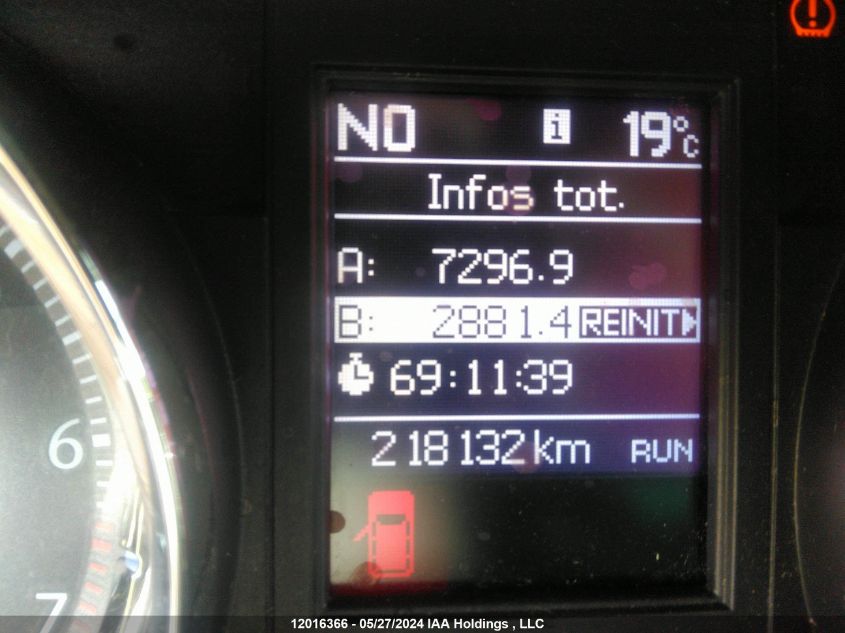 NO i 19°C
Infos tot.
A: 7296.9
B: 2881.4 REINIT
69:11:39
218132 km RUN
6
7
12016366 - 05/27/2024 IAA Holdings , LLC